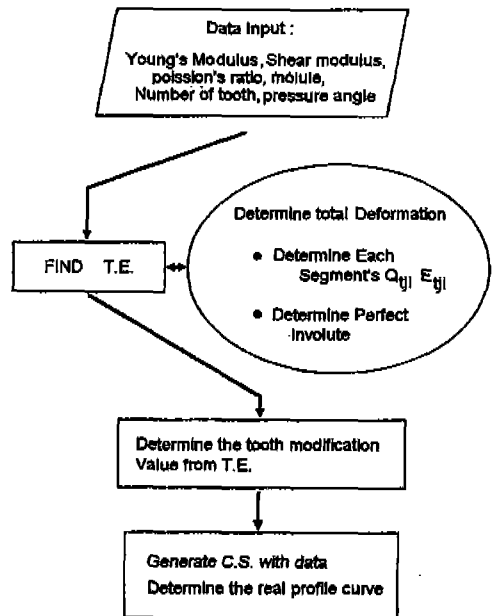 Data Input :
Young's Modulus, Shear modulus,
poission's ratio, module,
Number of tooth, pressure angle
Determine total Deformation
• Determine Each
Segment's Qtji Etji
• Determine Perfect
Involute
FIND T.E.
Determine the tooth modification
Value from T.E.
Generate C.S. with data
Determine the real profile curve